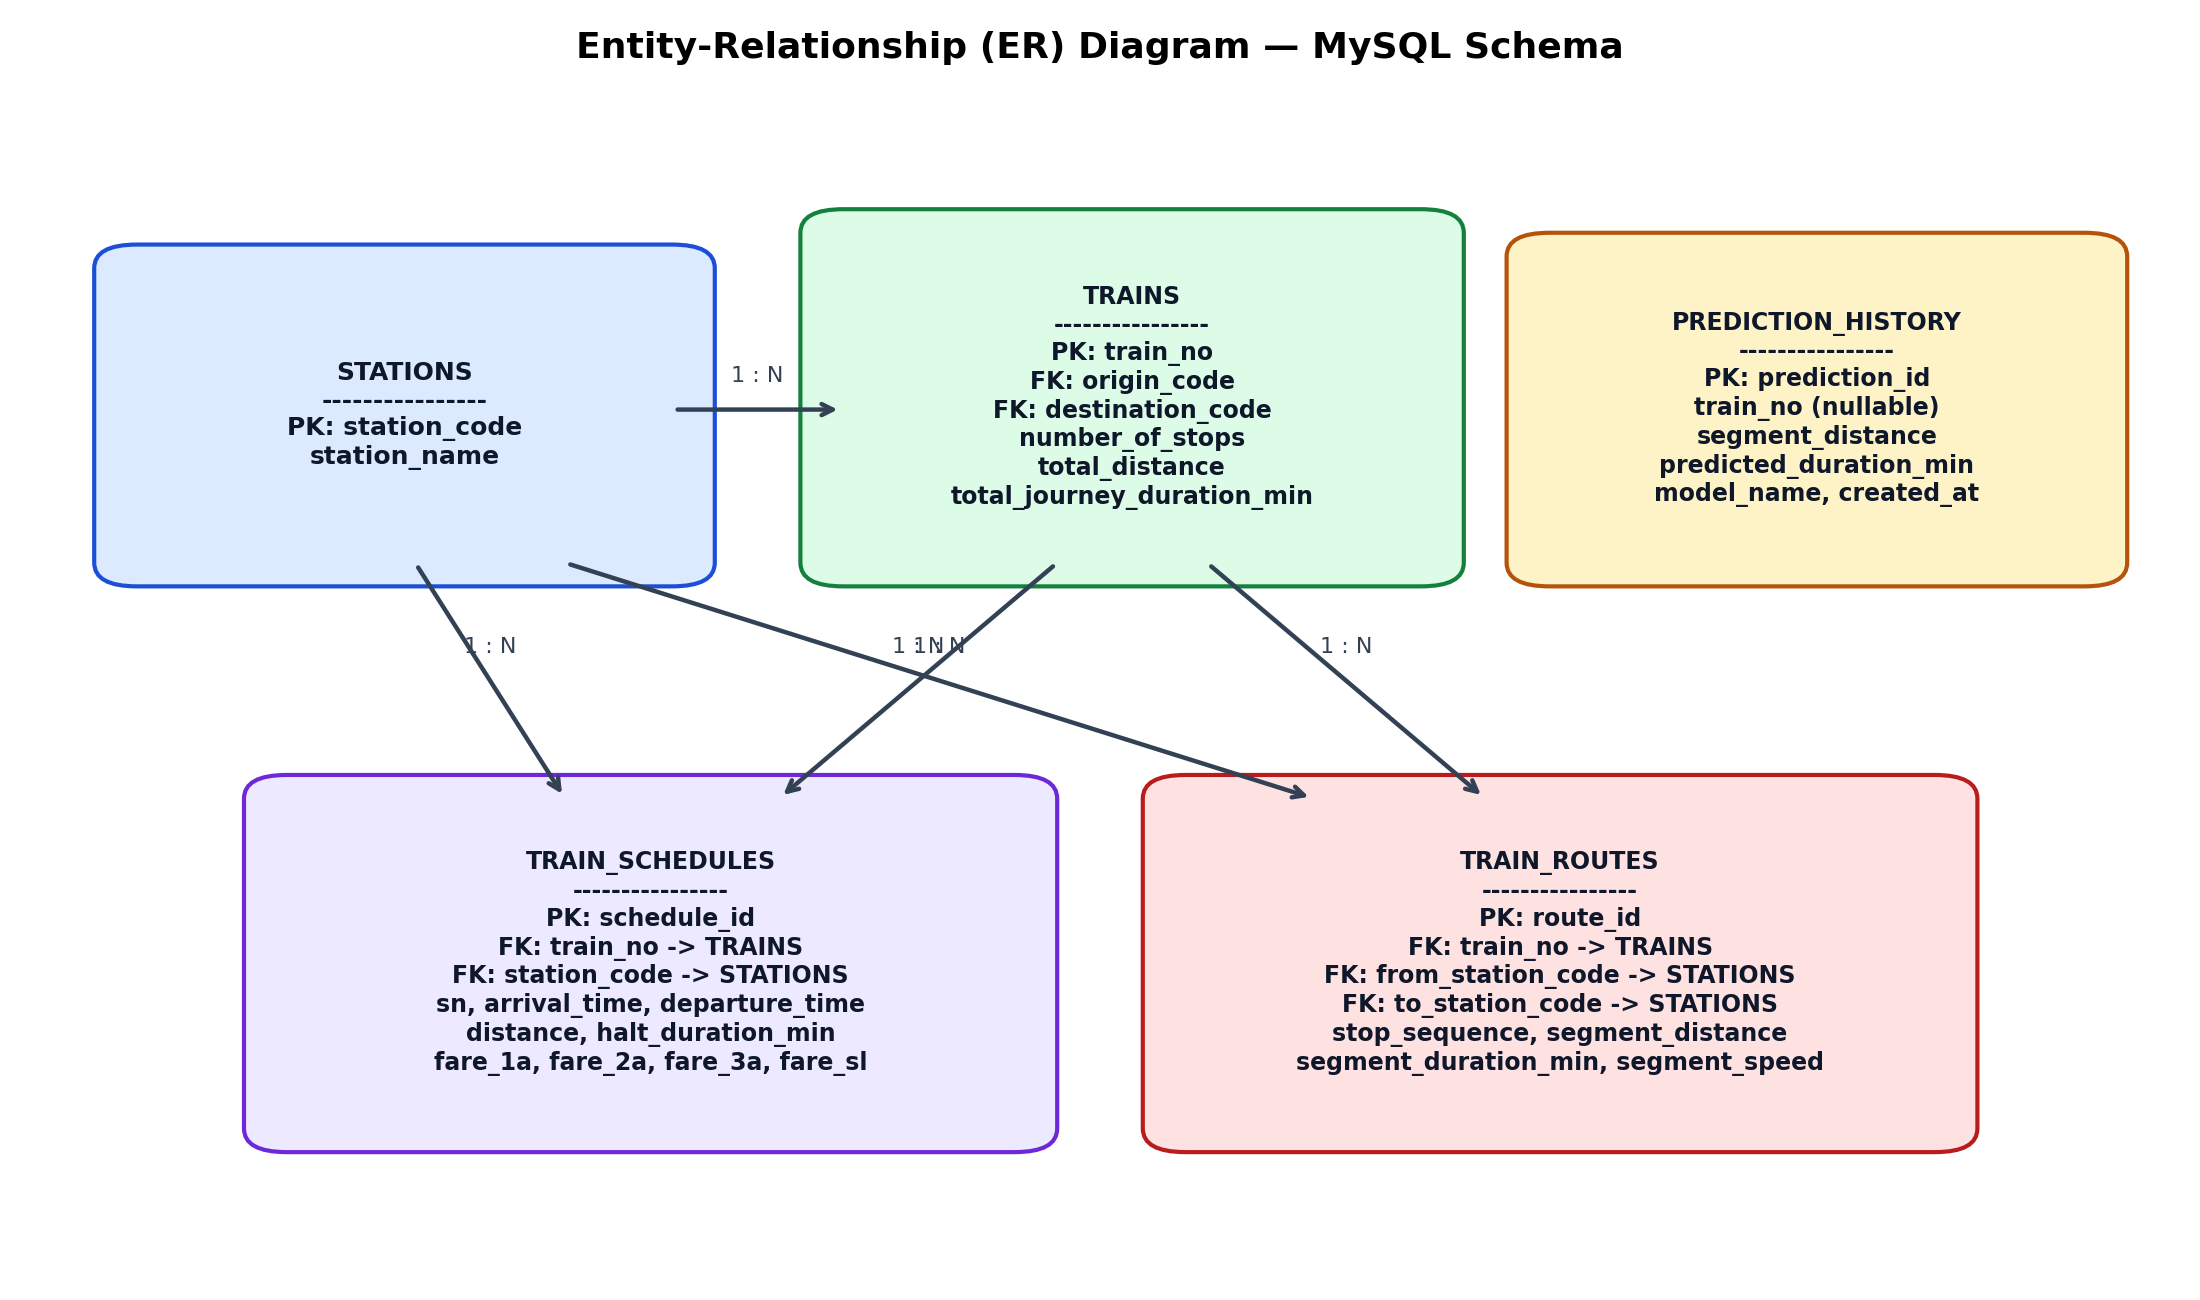 Entity-Relationship (ER) Diagram — MySQL Schema
STATIONS
----------------
PK: station_code
station_name
1 : N
TRAINS
----------------
PK: train_no
FK: origin_code
FK: destination_code
number_of_stops
total_distance
total_journey_duration_min
PREDICTION_HISTORY
----------------
PK: prediction_id
train_no (nullable)
segment_distance
predicted_duration_min
model_name, created_at
1 : N
1 : N
1 : N
1 : N
TRAIN_SCHEDULES
----------------
PK: schedule_id
FK: train_no -> TRAINS
FK: station_code -> STATIONS
sn, arrival_time, departure_time
distance, halt_duration_min
fare_1a, fare_2a, fare_3a, fare_sl
TRAIN_ROUTES
----------------
PK: route_id
FK: train_no -> TRAINS
FK: from_station_code -> STATIONS
FK: to_station_code -> STATIONS
stop_sequence, segment_distance
segment_duration_min, segment_speed